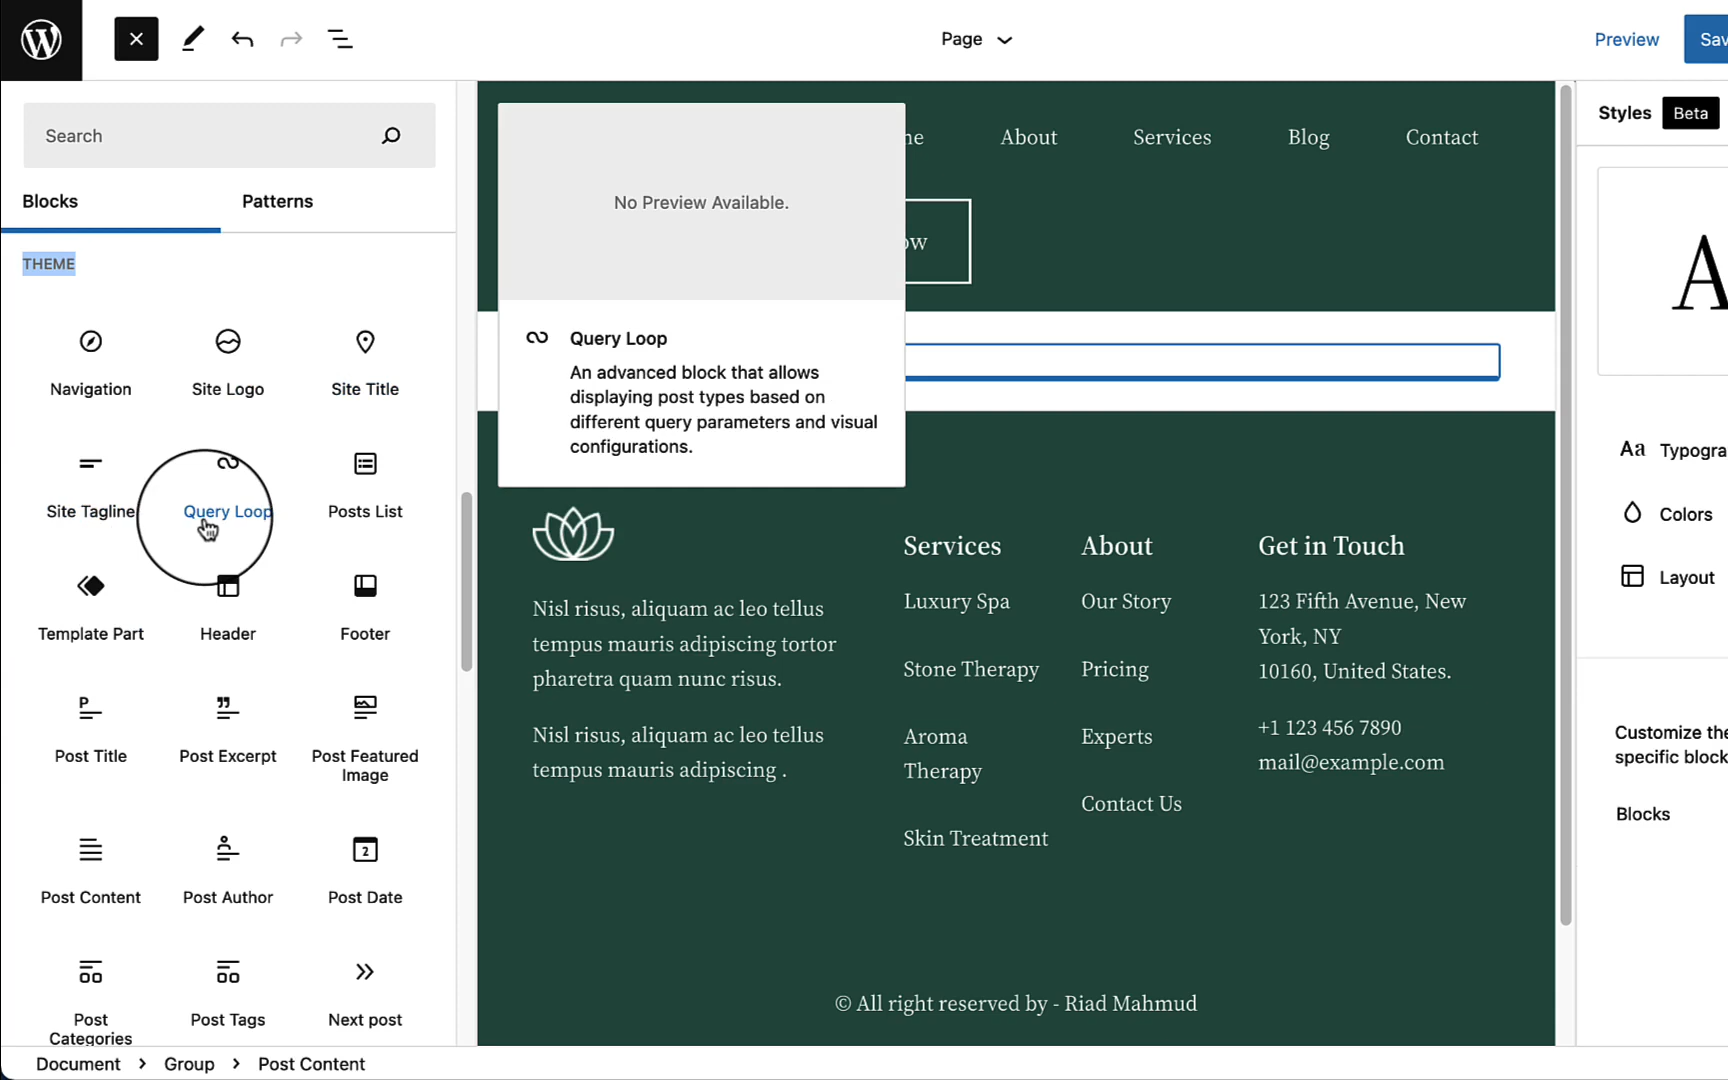 Page
Preview
Sav
Search
Blocks
Patterns
THEME
Navigation
Site Logo
Site Title
Site Tagline
Query Loop
Posts List
Template Part
Header
Footer
Post Title
Post Excerpt
Post Featured
Image
Post Content
Post Author
2
Post Date
Post
Categories
Post Tags
Next post
No Preview Available.
Query Loop
An advanced block that allows
displaying post types based on
different query parameters and visual
configurations.
ne
About
Services
Blog
Contact
ow
Nisl risus, aliquam ac leo tellus
tempus mauris adipiscing tortor
pharetra quam nunc risus.
Nisl risus, aliquam ac leo tellus
tempus mauris adipiscing .
Services
Luxury Spa
Stone Therapy
Aroma
Therapy
Skin Treatment
About
Our Story
Pricing
Experts
Contact Us
Get in Touch
123 Fifth Avenue, New
York, NY
10160, United States.
+1 123 456 7890
mail@example.com
© All right reserved by - Riad Mahmud
Styles
Beta
A
Aa Typogra
Colors
Layout
Customize the
specific block
Blocks
Document > Group > Post Content